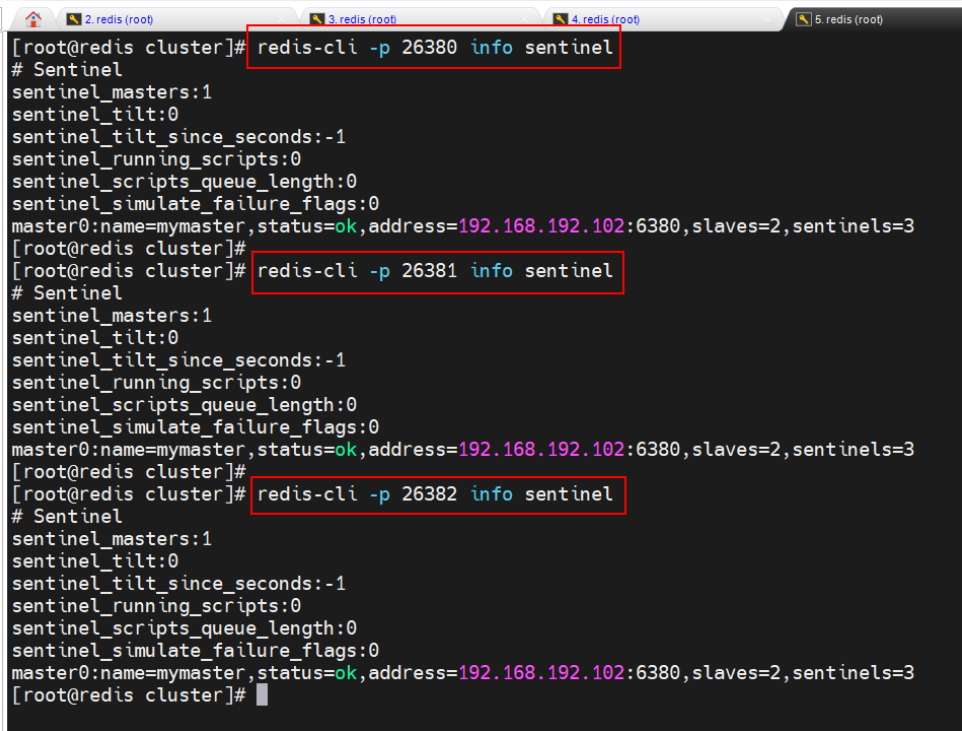 2. redis (root)
3. redis (root)
4. redis (root)
5. redis (root)
[root@redis cluster]# redis-cli -p 26380 info sentinel
# Sentinel
sentinel_masters:1
sentinel_tilt:0
sentinel_tilt_since_seconds:-1
sentinel_running_scripts:0
sentinel_scripts_queue_length:0
sentinel_simulate_failure_flags:0
master0:name=mymaster,status=ok,address=192.168.192.102:6380,slaves=2,sentinels=3
[root@redis cluster]#
[root@redis cluster]# redis-cli -p 26381 info sentinel
# Sentinel
sentinel_masters:1
sentinel_tilt:0
sentinel_tilt_since_seconds:-1
sentinel_running_scripts:0
sentinel_scripts_queue_length:0
sentinel_simulate_failure_flags:0
master0:name=mymaster,status=ok,address=192.168.192.102:6380,slaves=2,sentinels=3
[root@redis cluster]#
[root@redis cluster]# redis-cli -p 26382 info sentinel
# Sentinel
sentinel_masters:1
sentinel_tilt:0
sentinel_tilt_since_seconds:-1
sentinel_running_scripts:0
sentinel_scripts_queue_length:0
sentinel_simulate_failure_flags:0
master0:name=mymaster,status=ok,address=192.168.192.102:6380,slaves=2,sentinels=3
[root@redis cluster]#